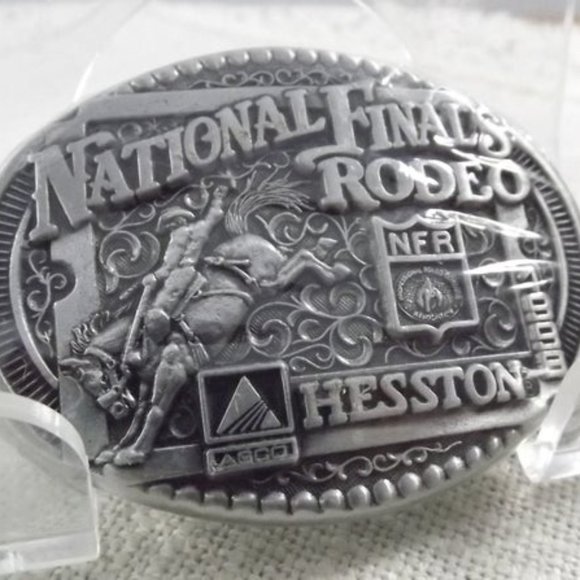 NATIONAL FINALS
RODEO
NFR
HESSTON
AGCO